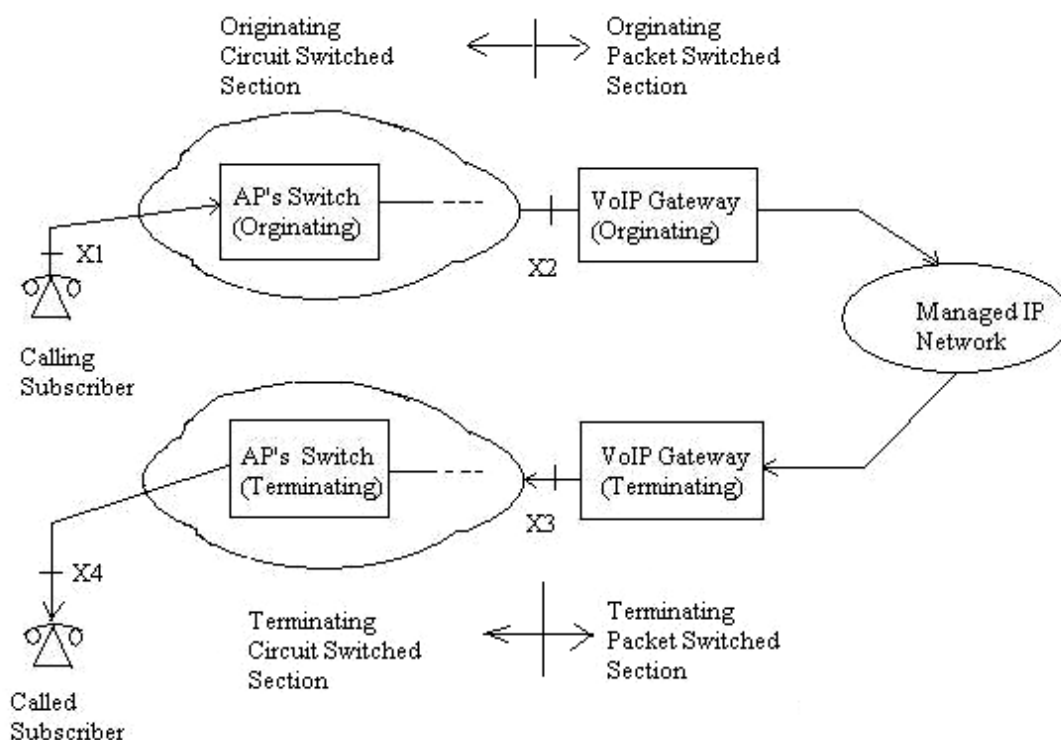 Originating
Circuit Switched
Section
Orginating
Packet Switched
Section
AP's Switch
(Orginating)
VoIP Gateway
(Orginating)
X1
X2
Managed IP
Network
Calling
Subscriber
AP's Switch
(Terminating)
VoIP Gateway
(Terminating)
X3
X4
Terminating
Circuit Switched
Section
Terminating
Packet Switched
Section
Called
Subscriber